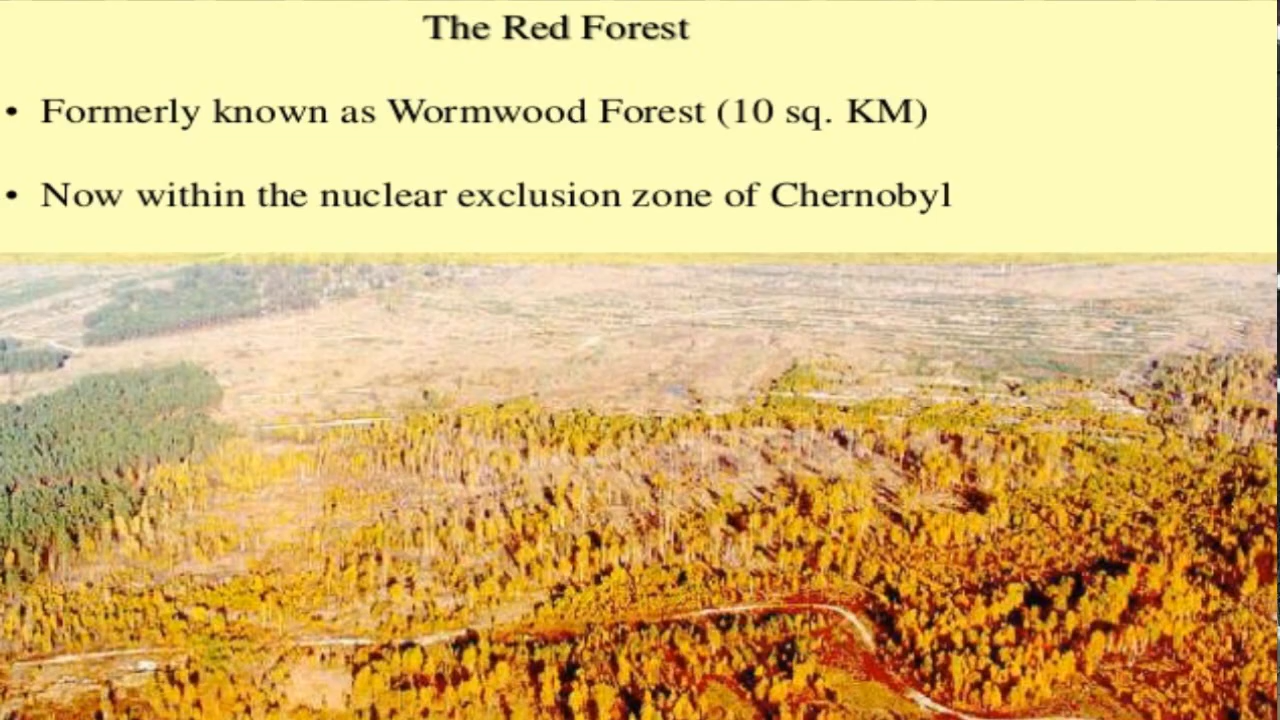 The Red Forest
• Formerly known as Wormwood Forest (10 sq. KM)
• Now within the nuclear exclusion zone of Chernobyl